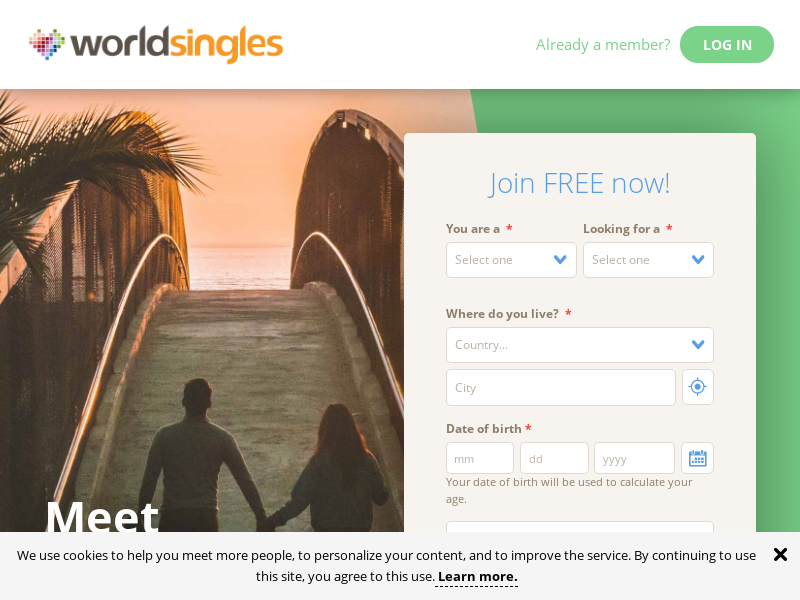 worldsingles
Already a member?
LOG IN
Join FREE now!
You are a *
Looking for a *
Select one
Select one
Where do you live? *
Country...
City
Date of birth *
mm
dd
yyyy
Your date of birth will be used to calculate your
age.
Meet
We use cookies to help you meet more people, to personalize your content, and to improve the service. By continuing to use
this site, you agree to this use. Learn more.